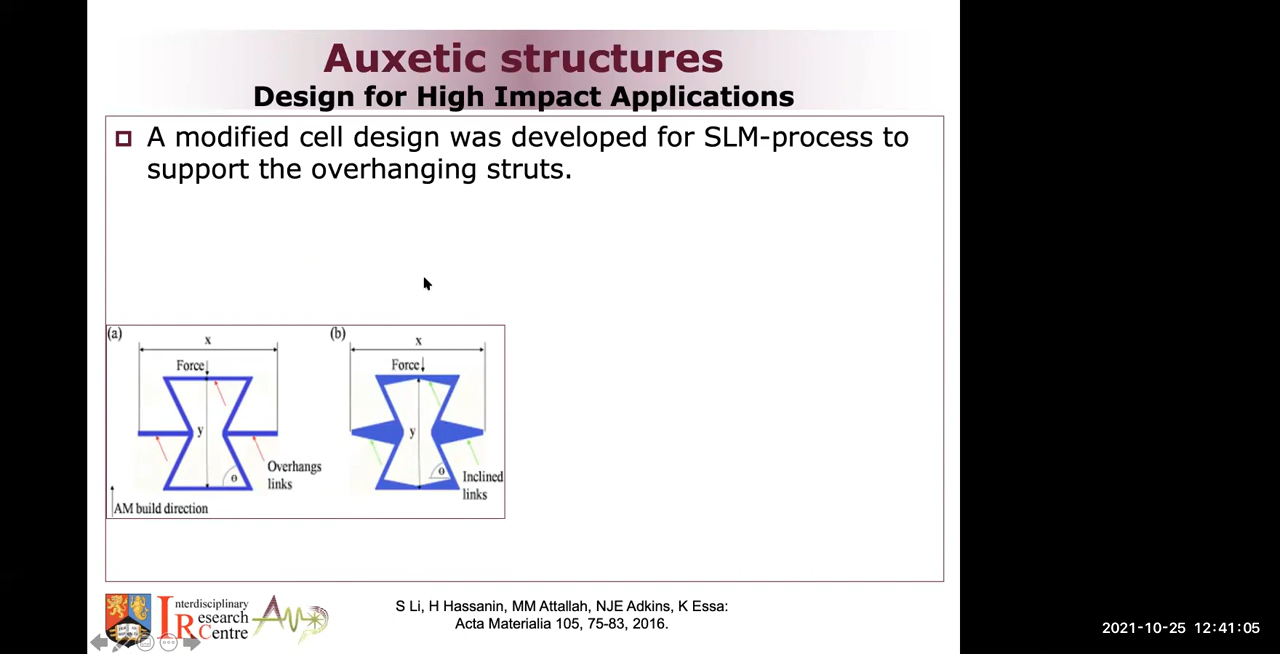 Auxetic structures
Design for High Impact Applications
A modified cell design was developed for SLM-process to
support the overhanging struts.
(a)
x
Force
y
θ
Overhangs
links
AM build direction
(b)
x
Force
y
θ
Inclined
links
Interdisciplinary
Research
Centre
S Li, H Hassanin, MM Attallah, NJE Adkins, K Essa:
Acta Materialia 105, 75-83, 2016.
2021-10-25 12:41:05